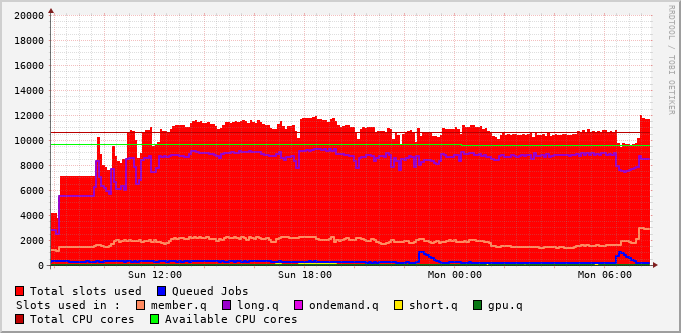 20000
18000
16000
14000
12000
10000
8000
6000
4000
2000
0
Sun 12:00 Sun 18:00 Mon 00:00 Mon 06:00
RRDTOOL / TOBI OETIKER
Total slots used Queued Jobs
Slots used in : member.q long.q ondemand.q short.q gpu.q
Total CPU cores Available CPU cores